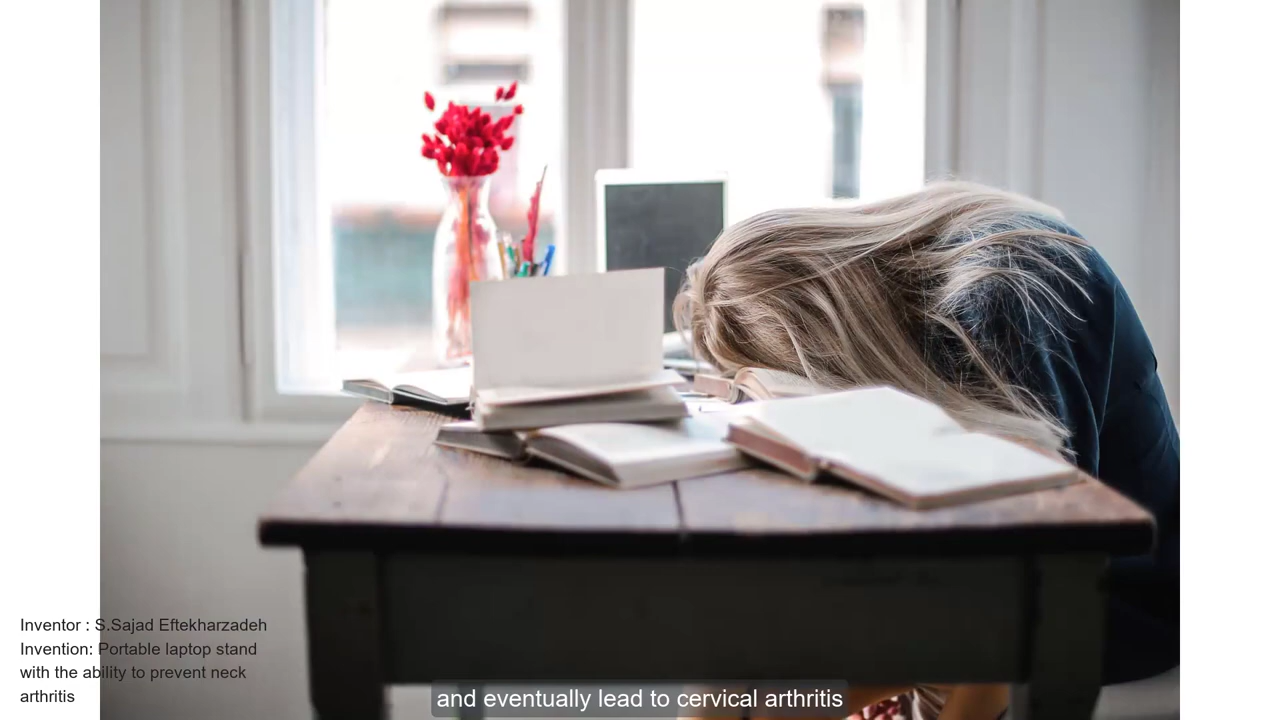 Inventor : S.Sajad Eftekharzadeh
Invention: Portable laptop stand
with the ability to prevent neck
arthritis
and eventually lead to cervical arthritis